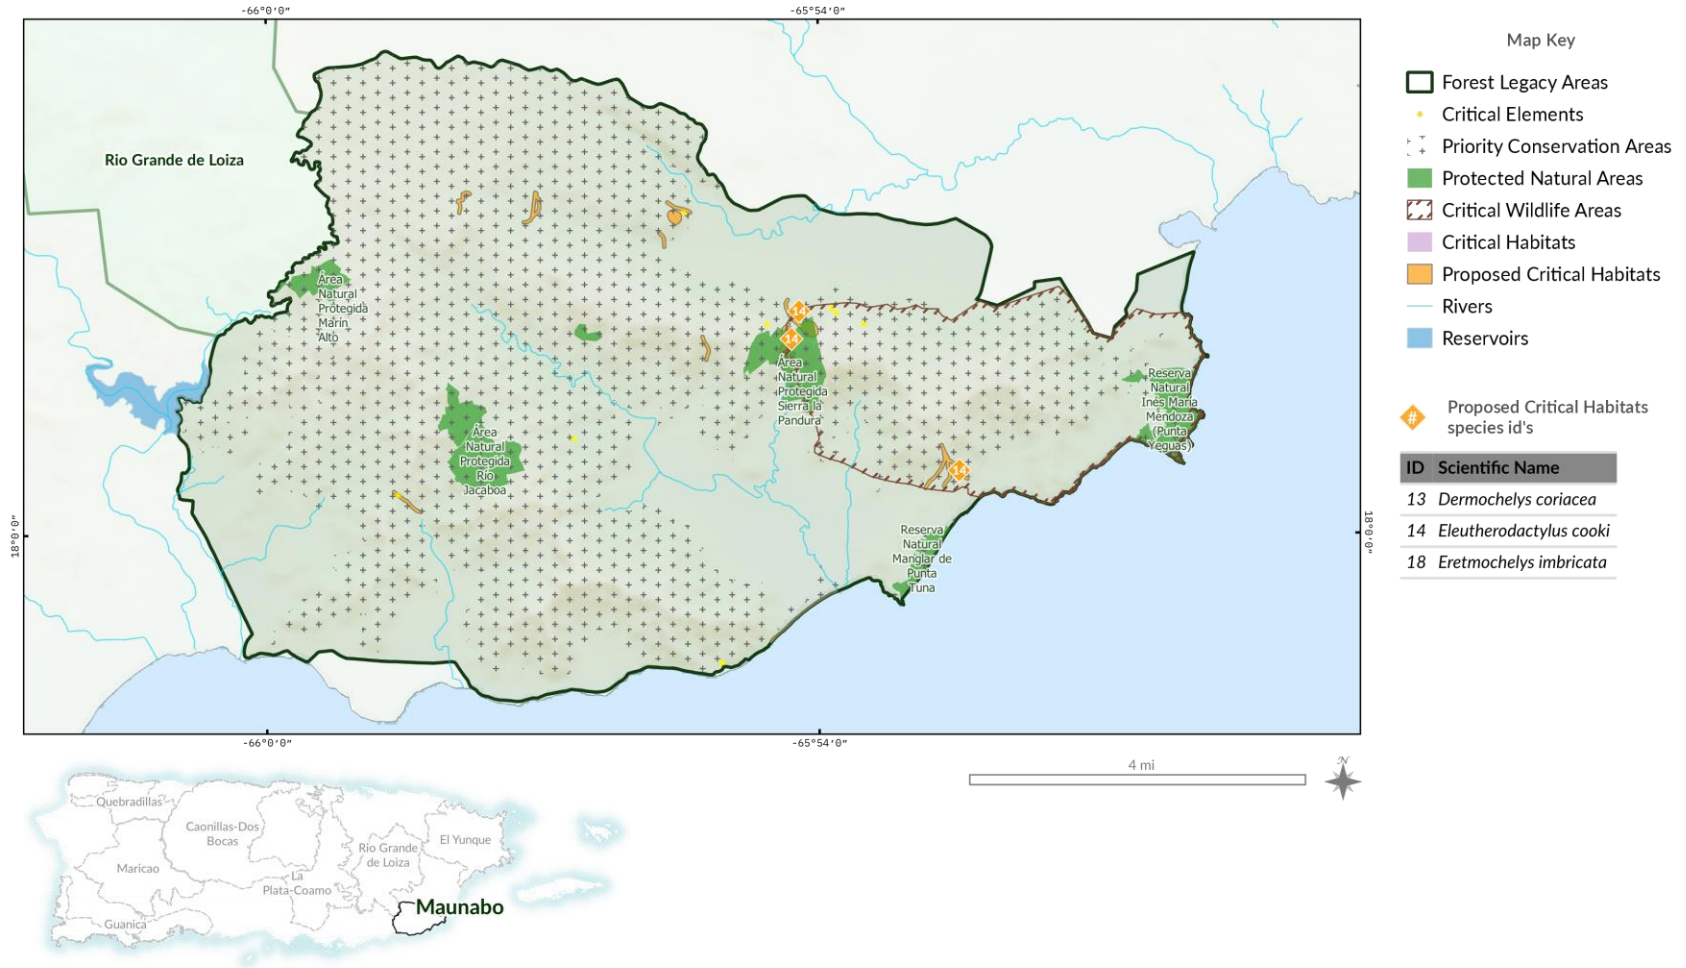 -66°0'0"
-65°54'0"
Rio Grande de Loiza
Área
Natural
Protegida
Marín
Alto
Área
Natural
Protegida
Río
Jacaboa
14
14
Área
Natural
Protegida
Sierra la
Pandura
14
Reserva
Natural
Inés María
Mendoza
(Punta
Yeguas)
Reserva
Natural
Manglar de
Punta
Tuna
18°0'0"
18°0'0"
-66°0'0"
-65°54'0"
Map Key
Forest Legacy Areas
Critical Elements
Priority Conservation Areas
Protected Natural Areas
Critical Wildlife Areas
Critical Habitats
Proposed Critical Habitats
Rivers
Reservoirs
# Proposed Critical Habitats
species id's
ID Scientific Name
13 Dermochelys coriacea
14 Eleutherodactylus cooki
18 Eretmochelys imbricata
4 mi
N
Quebradillas
Caonillas-Dos
Bocas
Rio Grande
de Loiza
El Yunque
Maricao
La
Plata-Coamo
Guanica
Maunabo